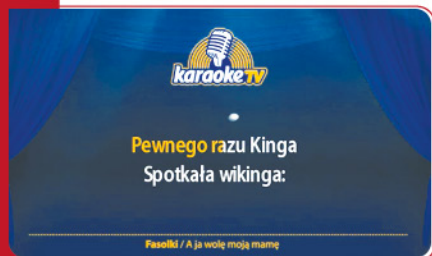 karaoke TV
Pewnego razu Kinga
Spotkała wikinga:
Fasolki / A ja wolę moją mamę